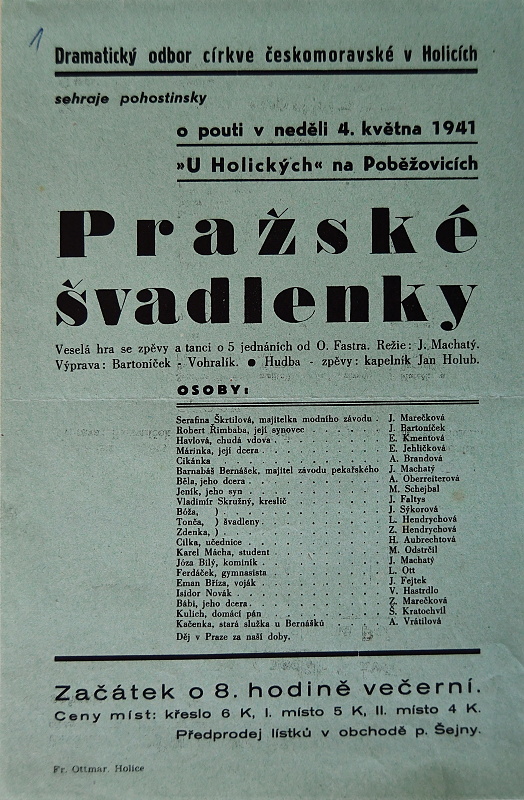 1
Dramatický odbor církve českomoravské v Holicích
sehraje pohostinsky
o pouti v neděli 4. května 1941
»U Holických« na Poběžovicích
Pražské
švadlenky
Veselá hra se zpěvy a tanci o 5 jednáních od O. Fastra. Režie: J. Machatý.
Výprava: Bartoníček - Vohralík. ● Hudba - zpěvy: kapelník Jan Holub.
OSOBY:
Serafina Škrtilová, majitelka modního závodu . J. Marečková
Robert Řimbaba, její synovec . . . . . . . . J. Bartoníček
Havlová, chudá vdova . . . . . . . . . . . E. Kmentová
Mářinka, její dcera . . . . . . . . . . . . E. Jehličková
Cikánka . . . . . . . . . . . . . . . . A. Brandová
Barnabáš Bernášek, majitel závodu pekařského . J. Machatý
Běla, jeho dcera . . . . . . . . . . . . . A. Oberreiterová
Jeník, jeho syn . . . . . . . . . . . . . M. Schejbal
Vladimír Skružný, kreslič . . . . . . . . . J. Faltys
Bóža, ) . . . . . . . . . . . . . J. Sýkorová
Tonča, ) švadleny . . . . . . . . . . . L. Hendrychová
Zdenka, ) . . . . . . . . . . . . . . Z. Hendrychová
Cilka, učednice . . . . . . . . . . . . . H. Aubrechtová
Karel Mácha, student . . . . . . . . . . . M. Odstrčil
Józa Bílý, kominík . . . . . . . . . . . . J. Machatý
Ferdáček, gymnasista . . . . . . . . . . . L. Ott
Eman Bříza, voják . . . . . . . . . . . . J. Fejtek
Isidor Novák . . . . . . . . . . . . . . V. Hastrdlo
Bábi, jeho dcera . . . . . . . . . . . . . Z. Marečková
Kulich, domácí pán . . . . . . . . . . . . Š. Kratochvíl
Kačenka, stará služka u Bernášků . . . . . . A. Vrátilová
Děj v Praze za naší doby.
Začátek o 8. hodině večerní.
Ceny míst: křeslo 6 K, I. místo 5 K, II. místo 4 K.
Předprodej lístků v obchodě p. Šejny.
Fr. Ottmar. Holice